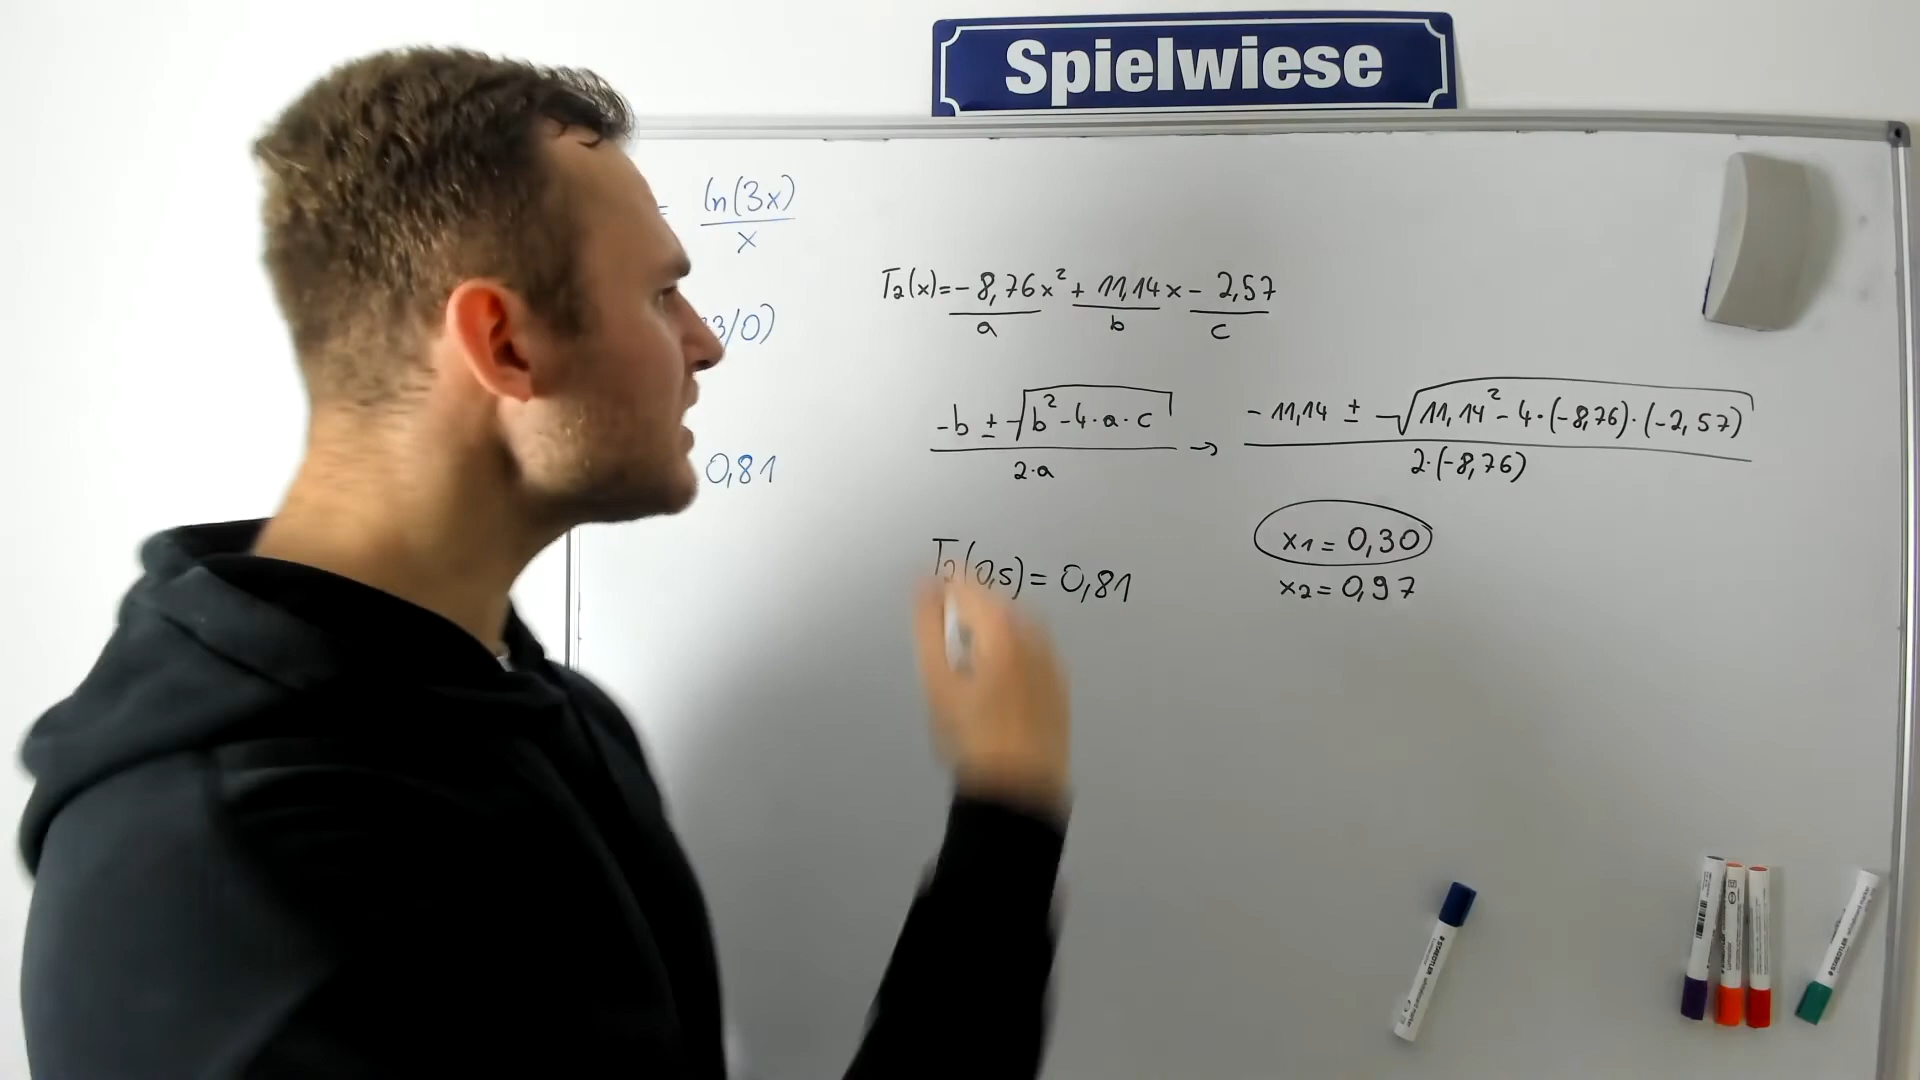 Spielwiese
= ln(3x)
x
3/0)
0,81
T₂(x)=-8,76x² + 11,14x - 2,57
a b c
-b ± √b²-4·a·c → -11,14 ± √11,14²-4·(-8,76)·(-2,57)
2·a 2·(-8,76)
x₁ = 0,30
T₂(0,5) = 0,81
x₂ = 0,97
STAEDTLER